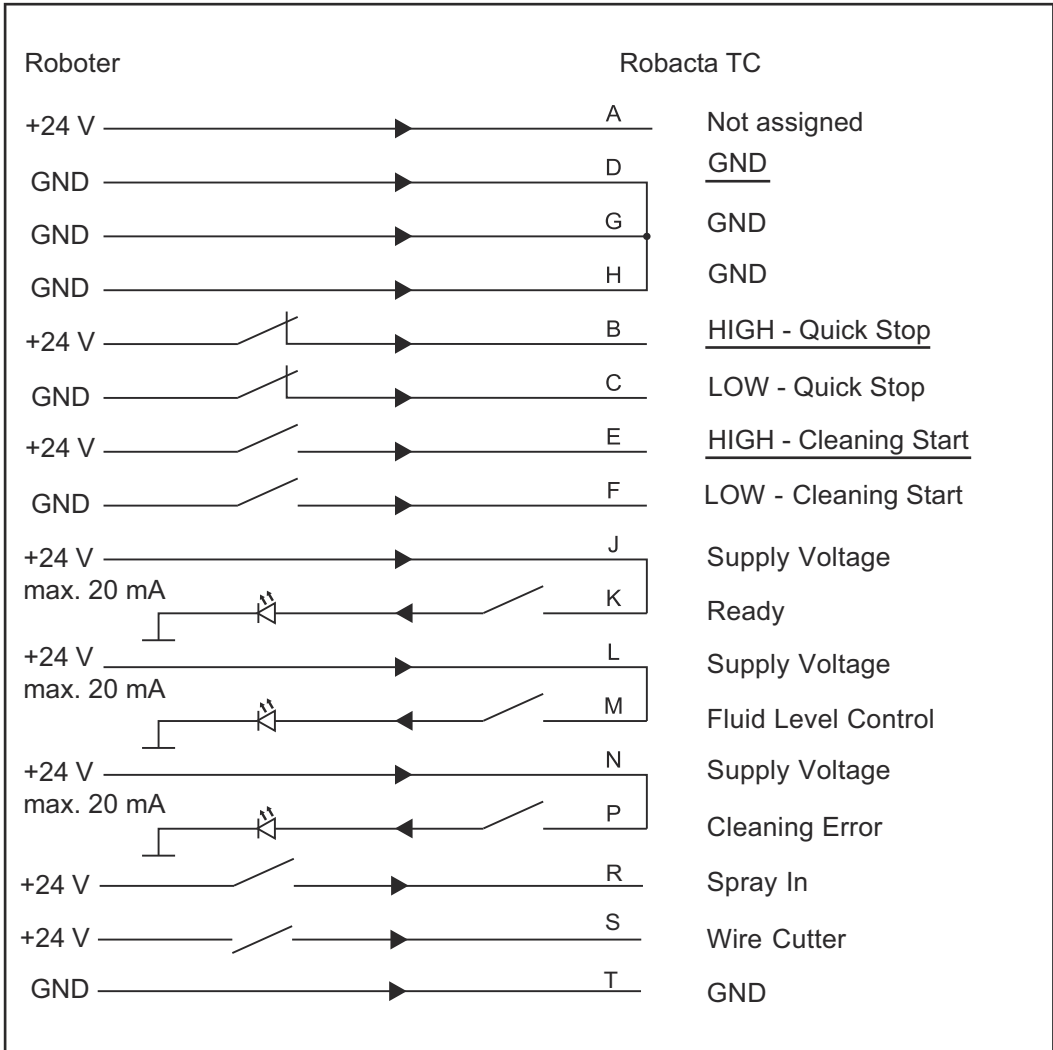 Roboter Robacta TC
+24 V A Not assigned
GND D GND
GND G GND
GND H GND
+24 V B HIGH - Quick Stop
GND C LOW - Quick Stop
+24 V E HIGH - Cleaning Start
GND F LOW - Cleaning Start
+24 V J Supply Voltage
max. 20 mA K Ready
+24 V L Supply Voltage
max. 20 mA M Fluid Level Control
+24 V N Supply Voltage
max. 20 mA P Cleaning Error
+24 V R Spray In
+24 V S Wire Cutter
GND T GND